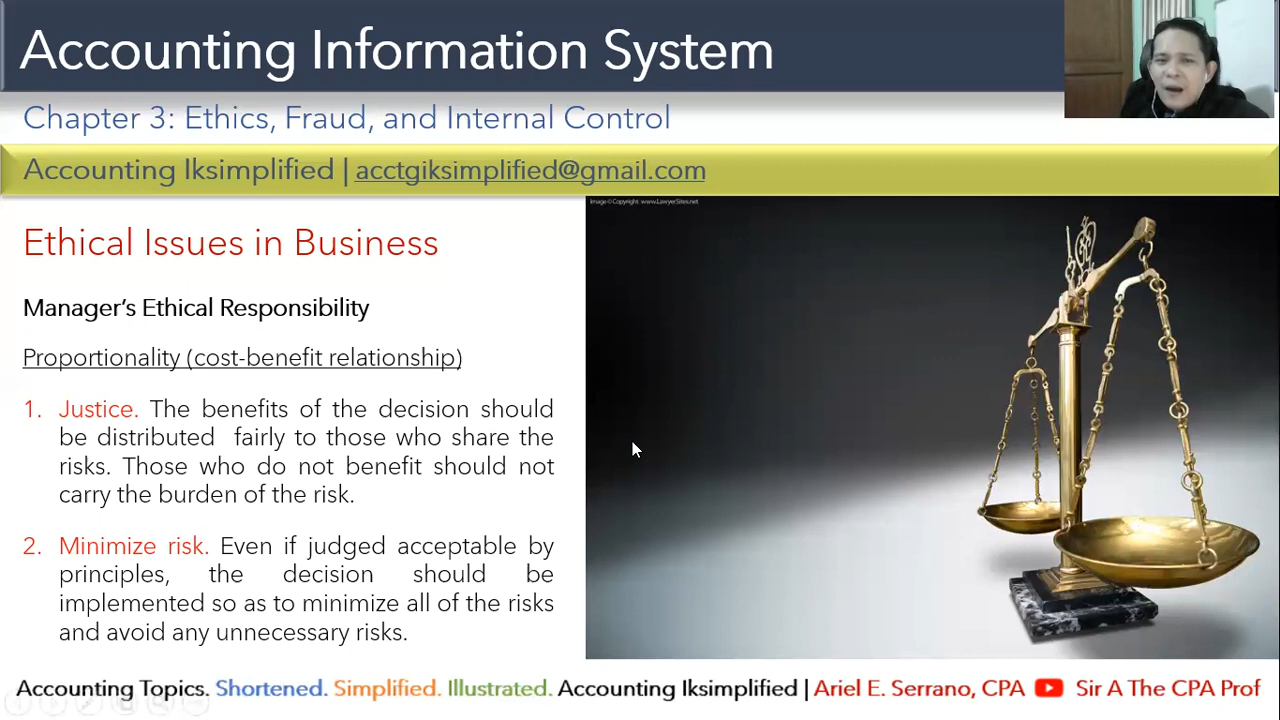 Accounting Information System
Chapter 3: Ethics, Fraud, and Internal Control
Accounting Iksimplified | acctgiksimplified@gmail.com
Image © Copyright: www.LawyerSites.net
Ethical Issues in Business
Manager's Ethical Responsibility
Proportionality (cost-benefit relationship)
1. Justice. The benefits of the decision should
be distributed fairly to those who share the
risks. Those who do not benefit should not
carry the burden of the risk.
2. Minimize risk. Even if judged acceptable by
principles, the decision should be
implemented so as to minimize all of the risks
and avoid any unnecessary risks.
Accounting Topics. Shortened. Simplified. Illustrated. Accounting Iksimplified | Ariel E. Serrano, CPA Sir A The CPA Prof